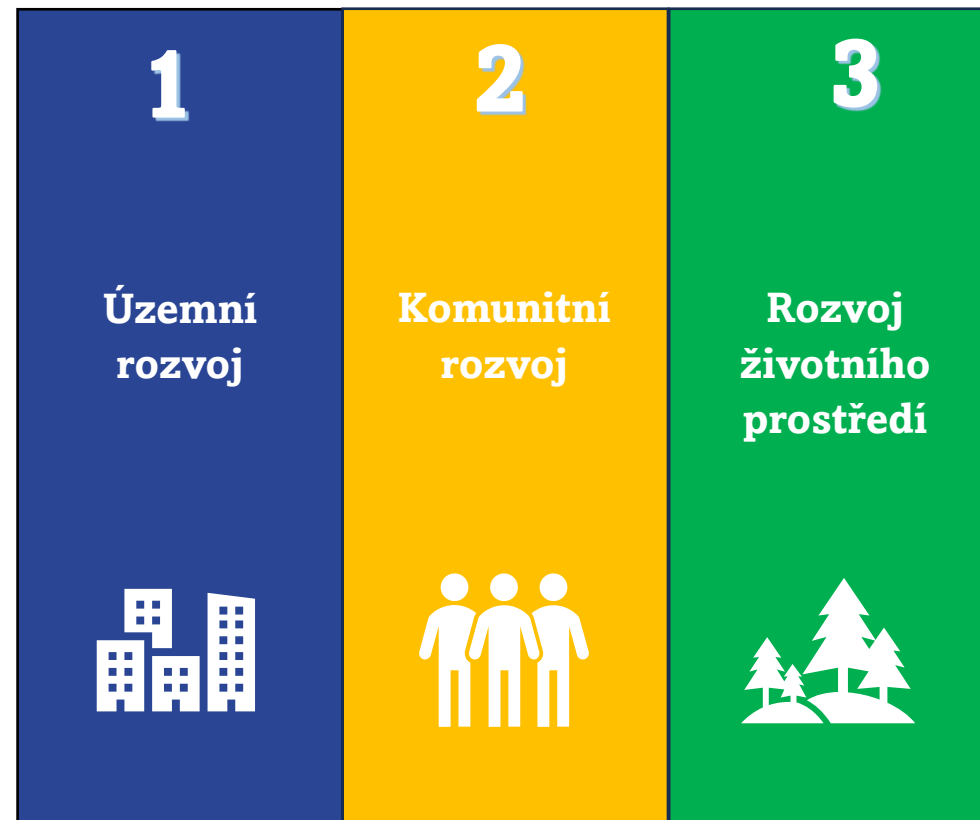 1
Územní
rozvoj
2
Komunitní
rozvoj
3
Rozvoj
životního
prostředí